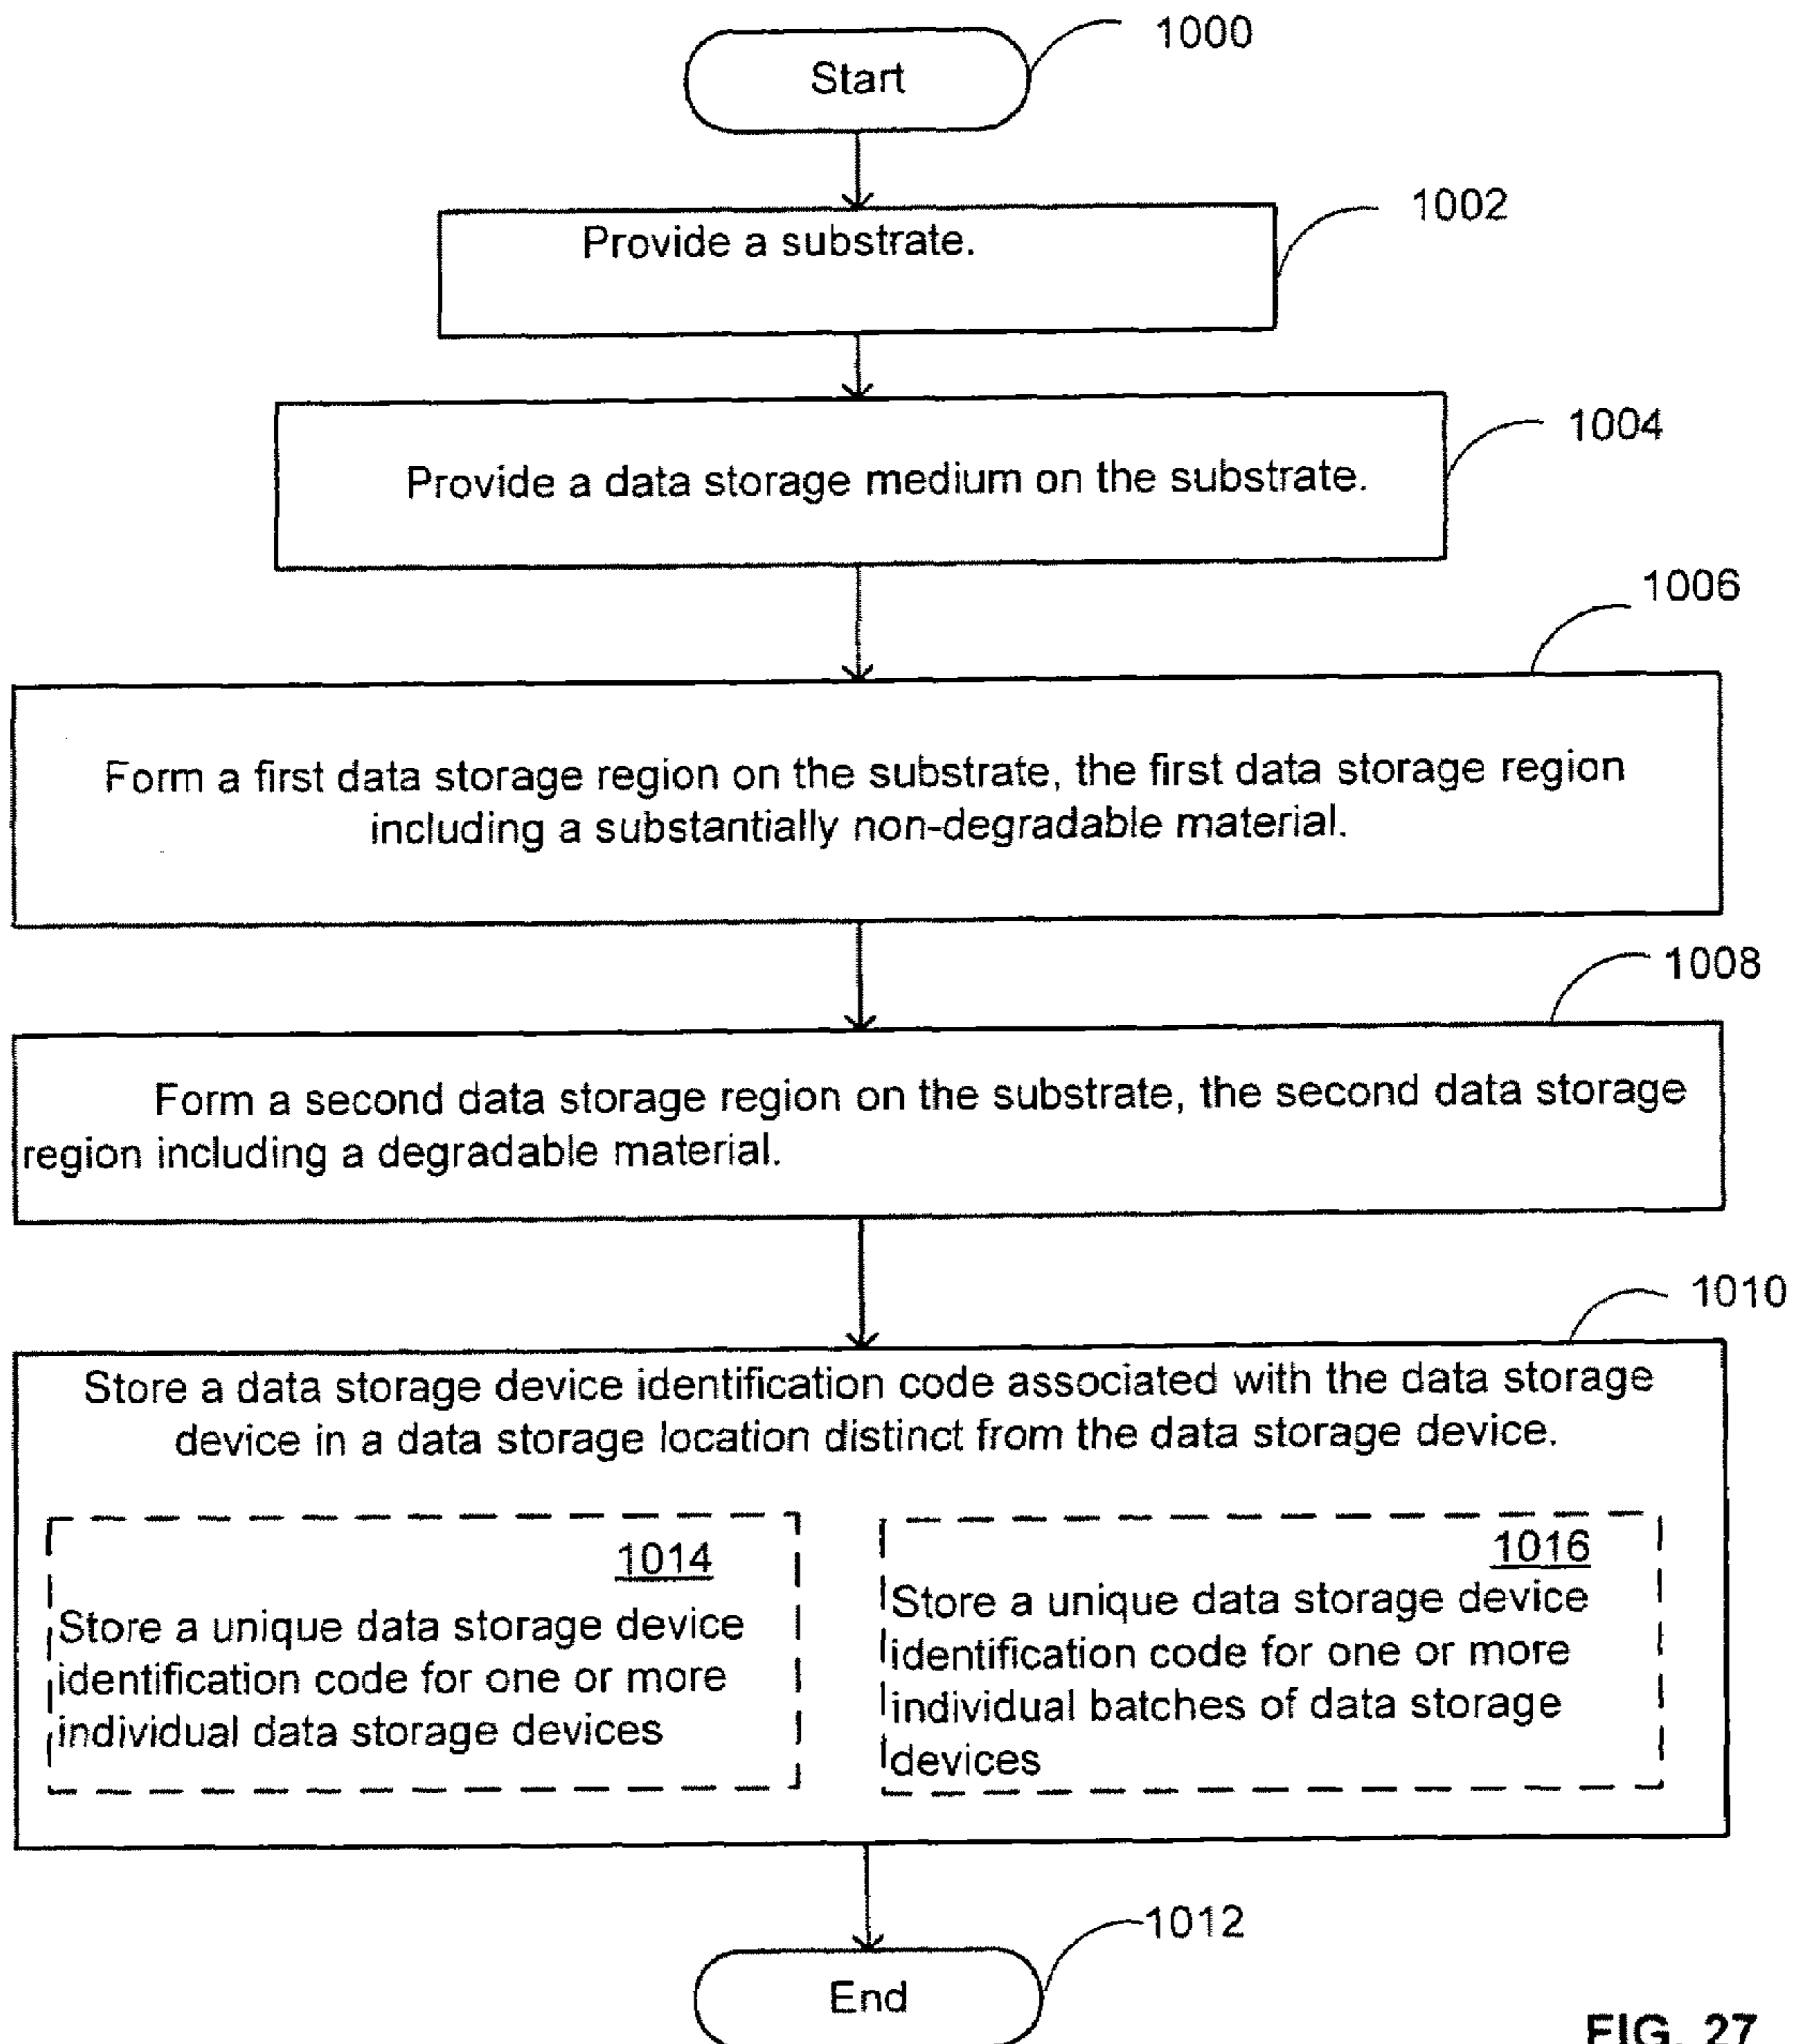 1000
Start
1002
Provide a substrate.
1004
Provide a data storage medium on the substrate.
1006
Form a first data storage region on the substrate, the first data storage region
including a substantially non-degradable material.
1008
Form a second data storage region on the substrate, the second data storage
region including a degradable material.
1010
Store a data storage device identification code associated with the data storage
device in a data storage location distinct from the data storage device.
1014
Store a unique data storage device
identification code for one or more
individual data storage devices
1016
Store a unique data storage device
identification code for one or more
individual batches of data storage
devices
1012
End
FIG. 27